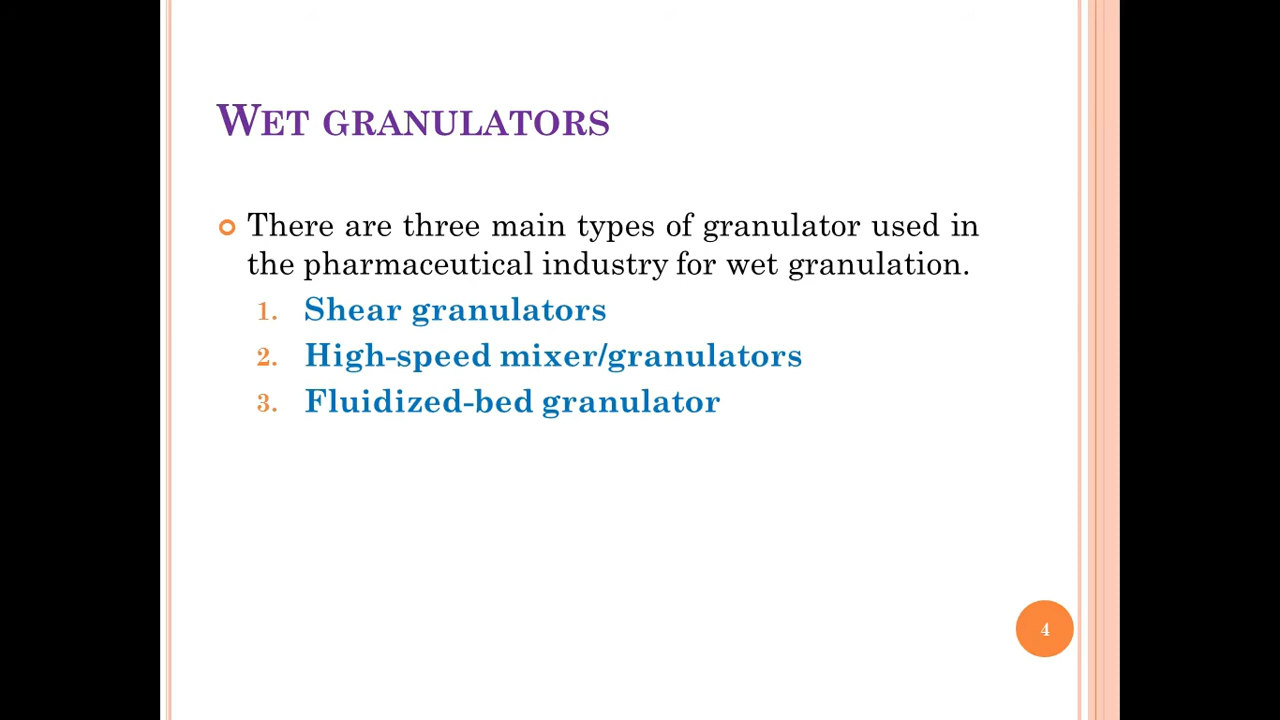 WET GRANULATORS
There are three main types of granulator used in
the pharmaceutical industry for wet granulation.
1. Shear granulators
2. High-speed mixer/granulators
3. Fluidized-bed granulator
4